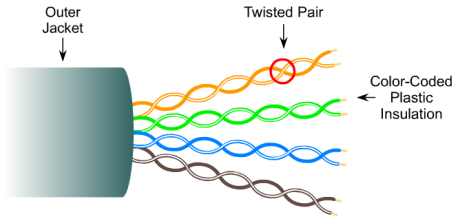 Outer
Jacket
Twisted Pair
Color-Coded
Plastic
Insulation